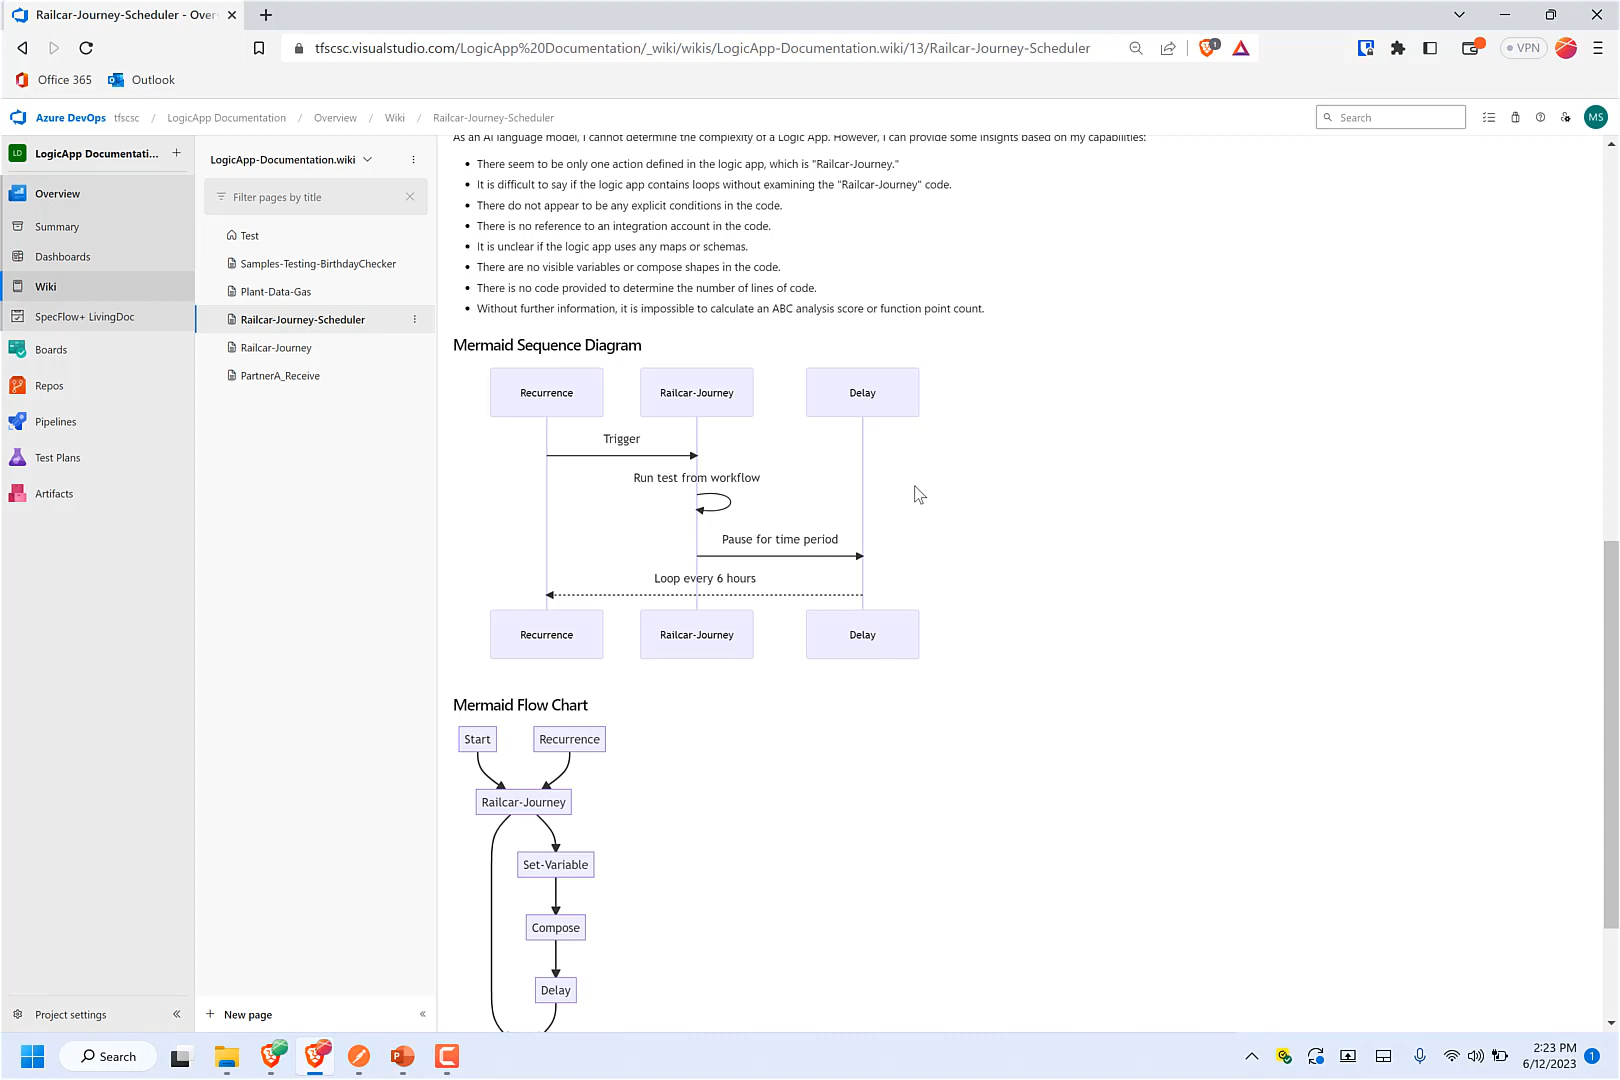 Railcar-Journey-Scheduler - Over
tfscsc.visualstudio.com/LogicApp%20Documentation/_wiki/wikis/LogicApp-Documentation.wiki/13/Railcar-Journey-Scheduler
1
VPN
Office 365
Outlook
Azure DevOps
tfscsc / LogicApp Documentation / Overview / Wiki / Railcar-Journey-Scheduler
Search
MS
LD
LogicApp Documentati...
Overview
Summary
Dashboards
Wiki
SpecFlow+ LivingDoc
Boards
Repos
Pipelines
Test Plans
Artifacts
Project settings
LogicApp-Documentation.wiki
Filter pages by title
Test
Samples-Testing-BirthdayChecker
Plant-Data-Gas
Railcar-Journey-Scheduler
Railcar-Journey
PartnerA_Receive
New page
As an AI language model, I cannot determine the complexity of a Logic App. However, I can provide some insights based on my capabilities:
There seem to be only one action defined in the logic app, which is "Railcar-Journey."
It is difficult to say if the logic app contains loops without examining the "Railcar-Journey" code.
There do not appear to be any explicit conditions in the code.
There is no reference to an integration account in the code.
It is unclear if the logic app uses any maps or schemas.
There are no visible variables or compose shapes in the code.
There is no code provided to determine the number of lines of code.
Without further information, it is impossible to calculate an ABC analysis score or function point count.
Mermaid Sequence Diagram
Recurrence
Railcar-Journey
Delay
Trigger
Run test from workflow
Pause for time period
Loop every 6 hours
Recurrence
Railcar-Journey
Delay
Mermaid Flow Chart
Start
Recurrence
Railcar-Journey
Set-Variable
Compose
Delay
Search
P
2:23 PM
6/12/2023
1